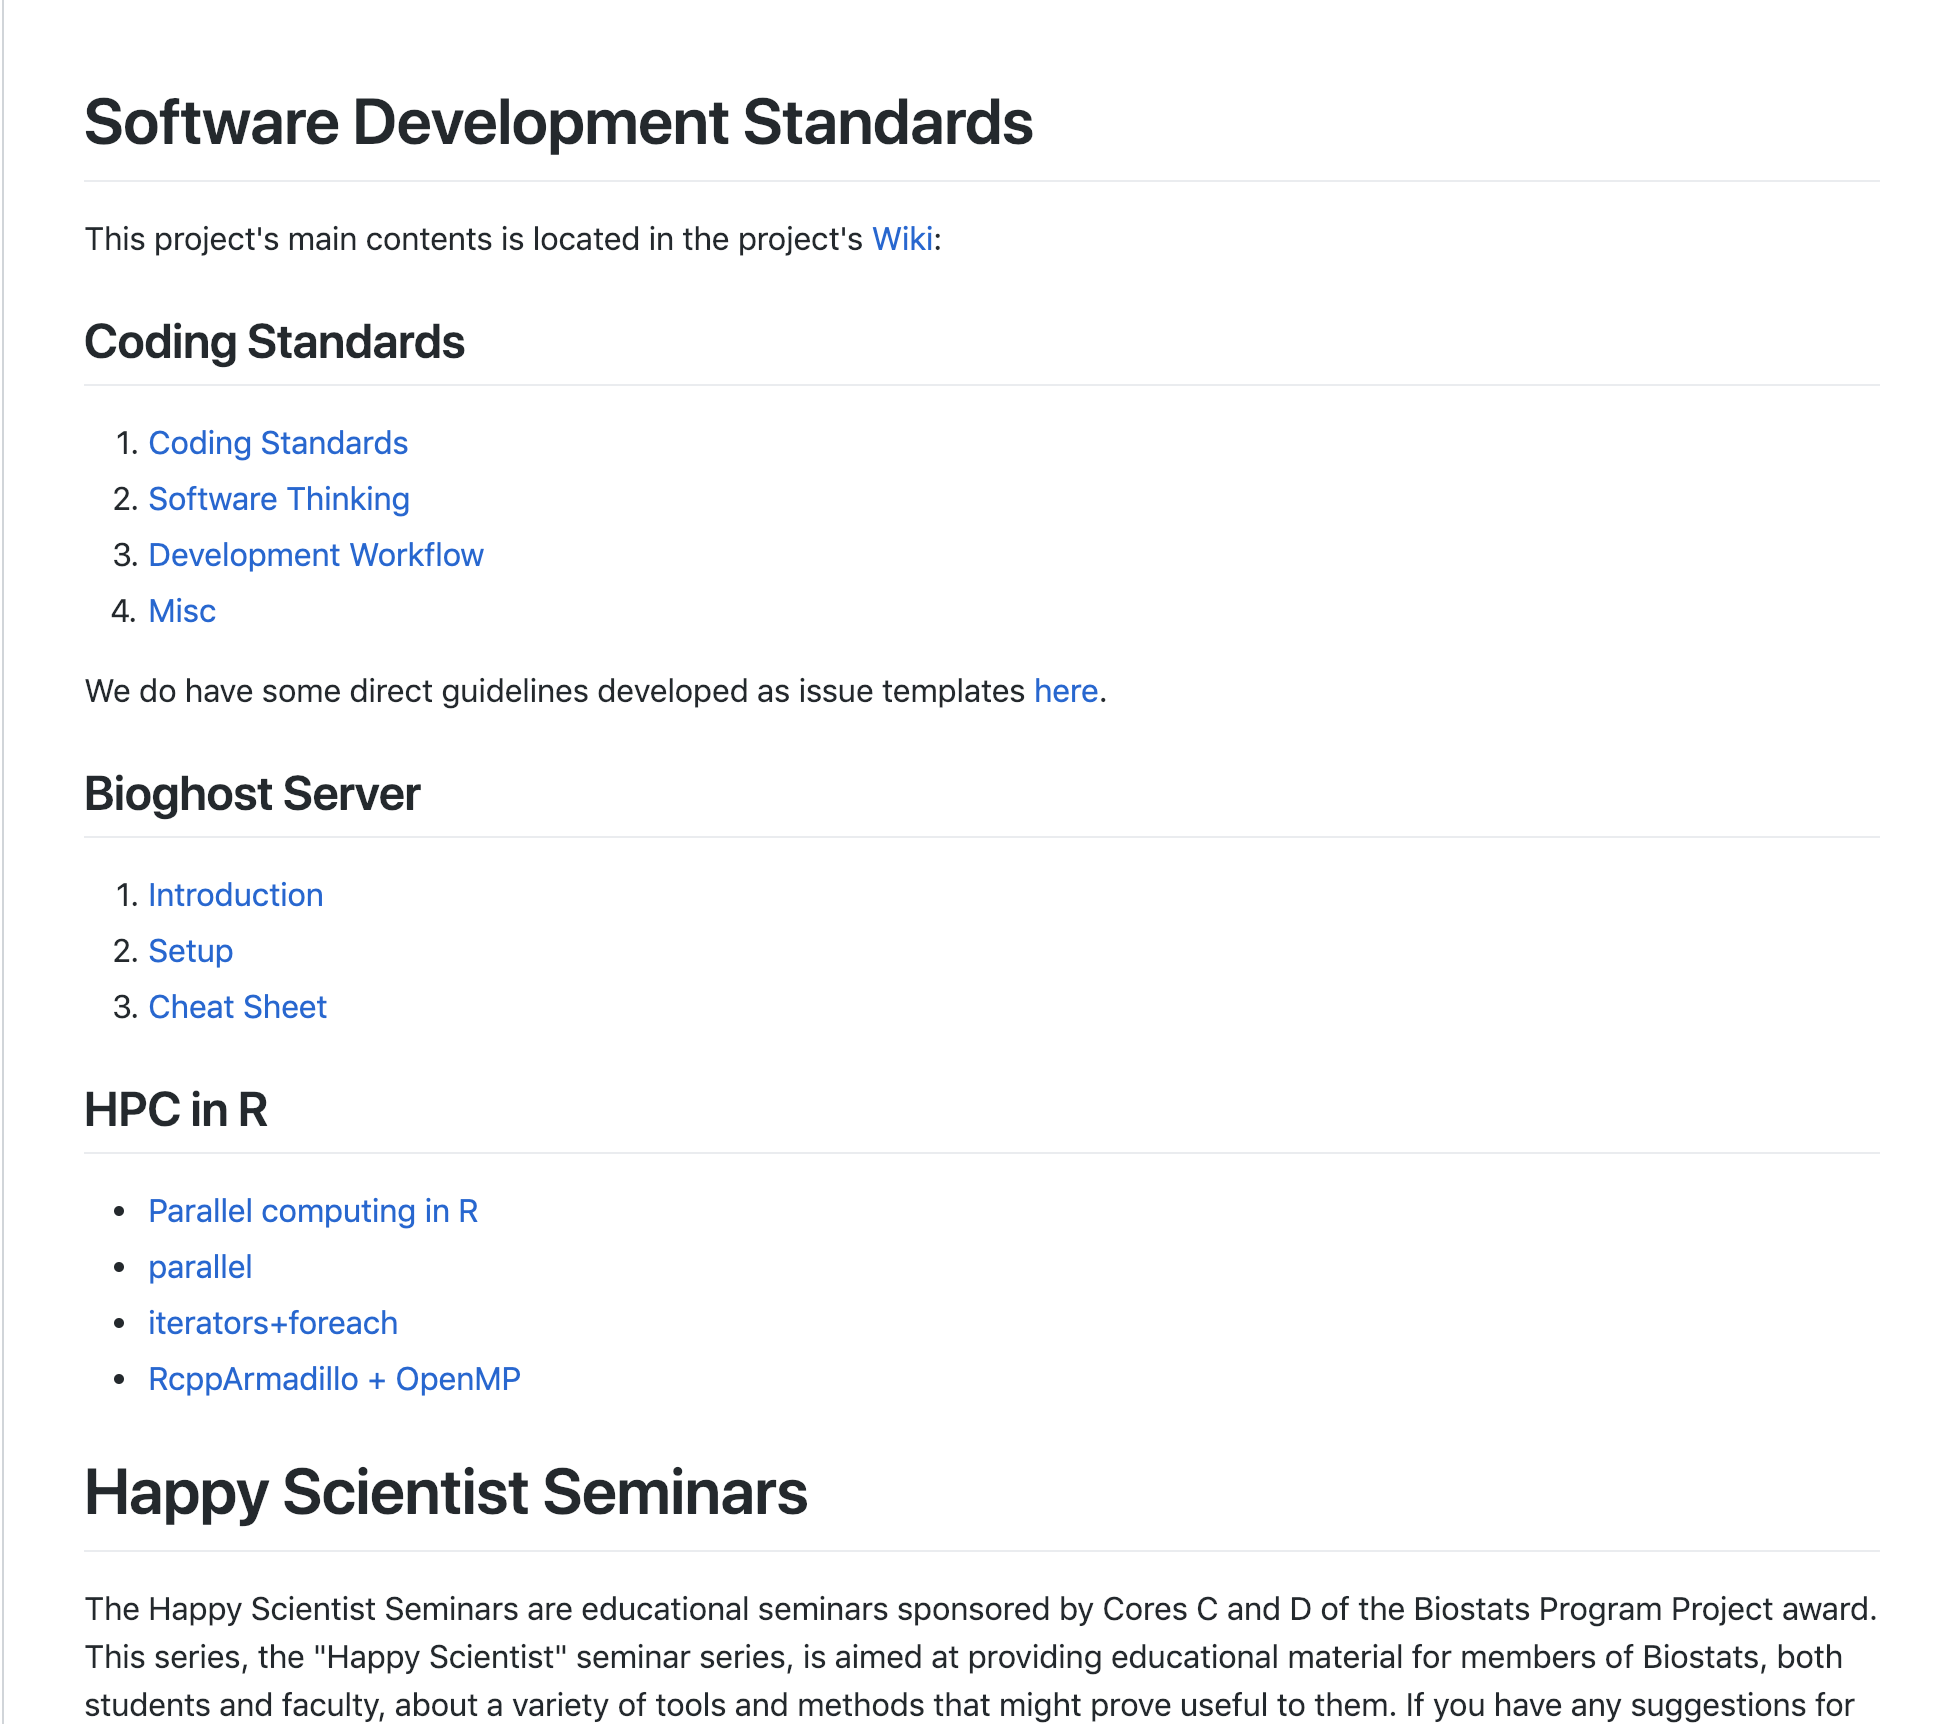 Software Development Standards
This project's main contents is located in the project's Wiki:
Coding Standards
1. Coding Standards
2. Software Thinking
3. Development Workflow
4. Misc
We do have some direct guidelines developed as issue templates here.
Bioghost Server
1. Introduction
2. Setup
3. Cheat Sheet
HPC in R
• Parallel computing in R
• parallel
• iterators+foreach
• RcppArmadillo + OpenMP
Happy Scientist Seminars
The Happy Scientist Seminars are educational seminars sponsored by Cores C and D of the Biostats Program Project award.
This series, the "Happy Scientist" seminar series, is aimed at providing educational material for members of Biostats, both
students and faculty, about a variety of tools and methods that might prove useful to them. If you have any suggestions for